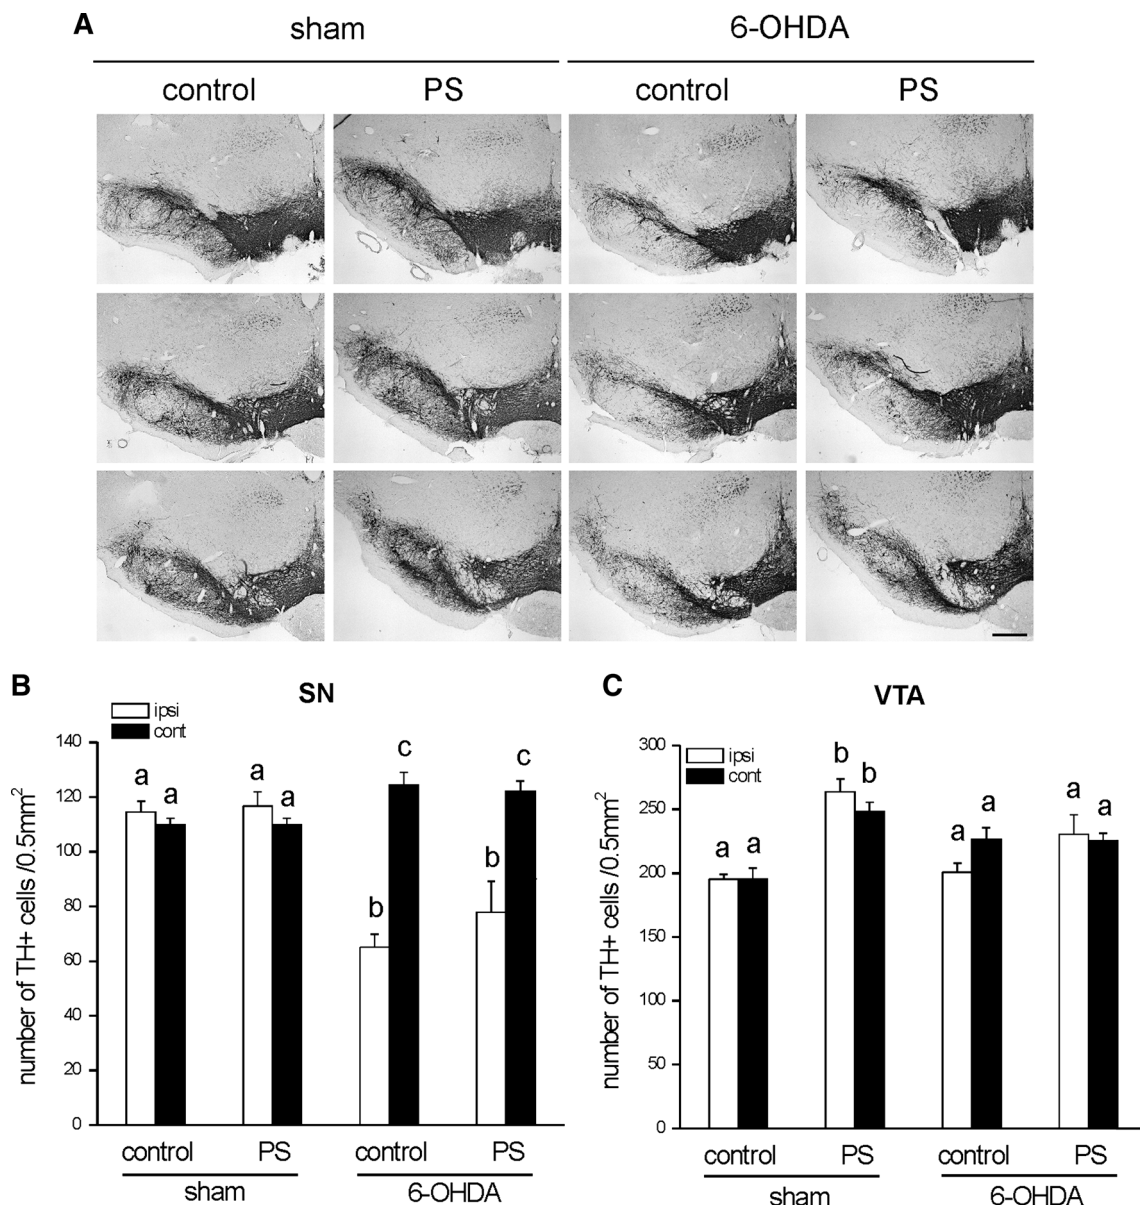 A
sham 6-OHDA
control PS control PS
B SN
ipsi
cont
number of TH+ cells /0.5mm2
140
120
100
80
60
40
20
0
a a a a b c b c
control PS control PS
sham 6-OHDA
C VTA
ipsi
cont
number of TH+ cells /0.5mm2
300
250
200
150
100
50
0
a a b b a a a a
control PS control PS
sham 6-OHDA